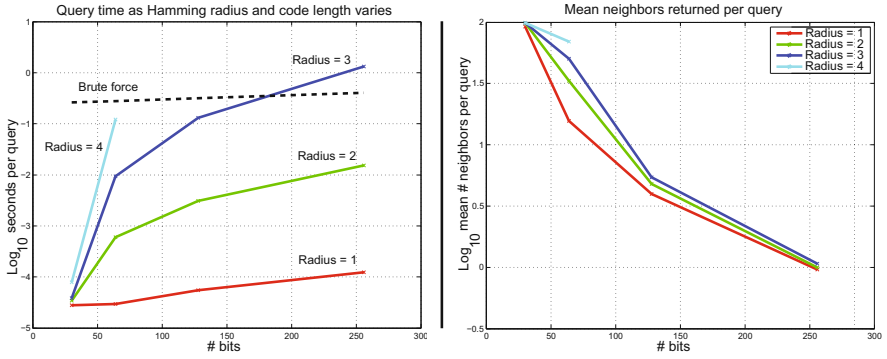 Query time as Hamming radius and code length varies
Log10 seconds per query
1
0
−1
−2
−3
−4
−5
Brute force
Radius = 4
Radius = 3
Radius = 2
Radius = 1
0
50
100
150
200
250
300
# bits
Mean neighbors returned per query
Log10 mean # neighbors per query
2
1.5
1
0.5
0
−0.5
Radius = 1
Radius = 2
Radius = 3
Radius = 4
0
50
100
150
200
250
300
# bits